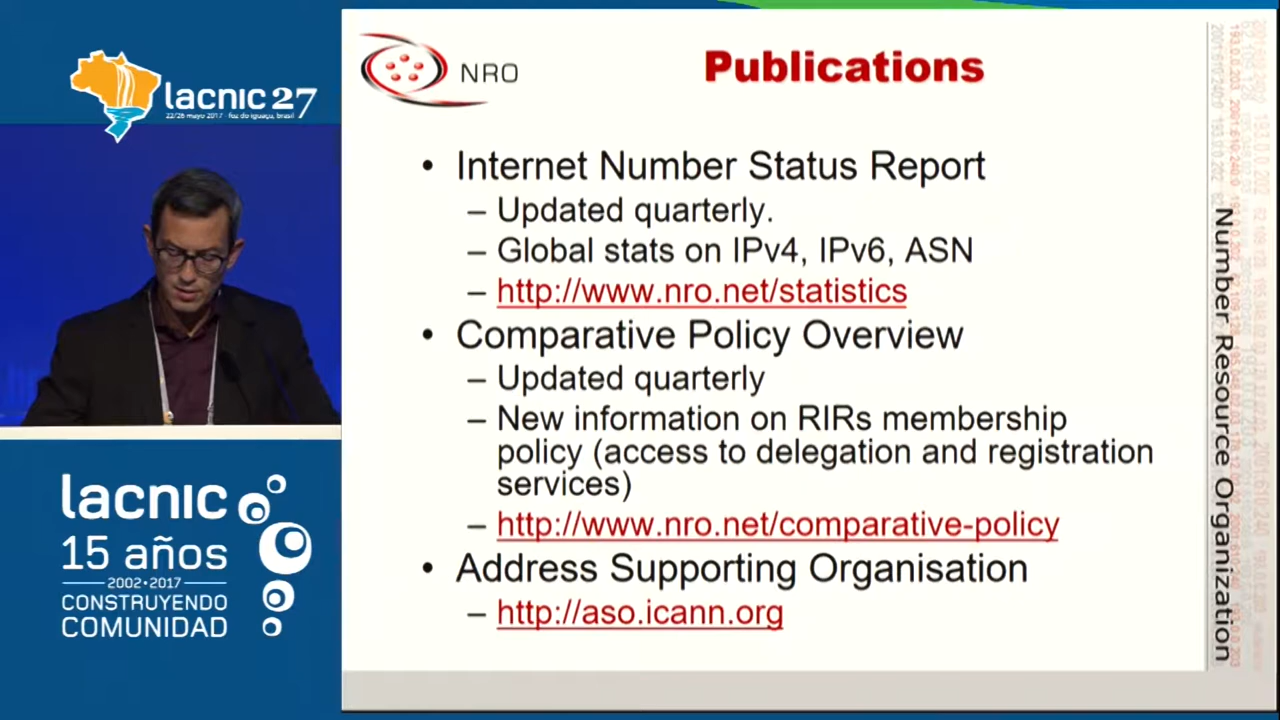 lacnic 27
22/26 mayo 2017 - foz do iguaçu, brasil
lacnic
15 años
2002•2017
CONSTRUYENDO
COMUNIDAD
NRO
Publications
• Internet Number Status Report
– Updated quarterly.
– Global stats on IPv4, IPv6, ASN
– http://www.nro.net/statistics
• Comparative Policy Overview
– Updated quarterly
– New information on RIRs membership
policy (access to delegation and registration
services)
– http://www.nro.net/comparative-policy
• Address Supporting Organisation
– http://aso.icann.org
Number Resource Organization